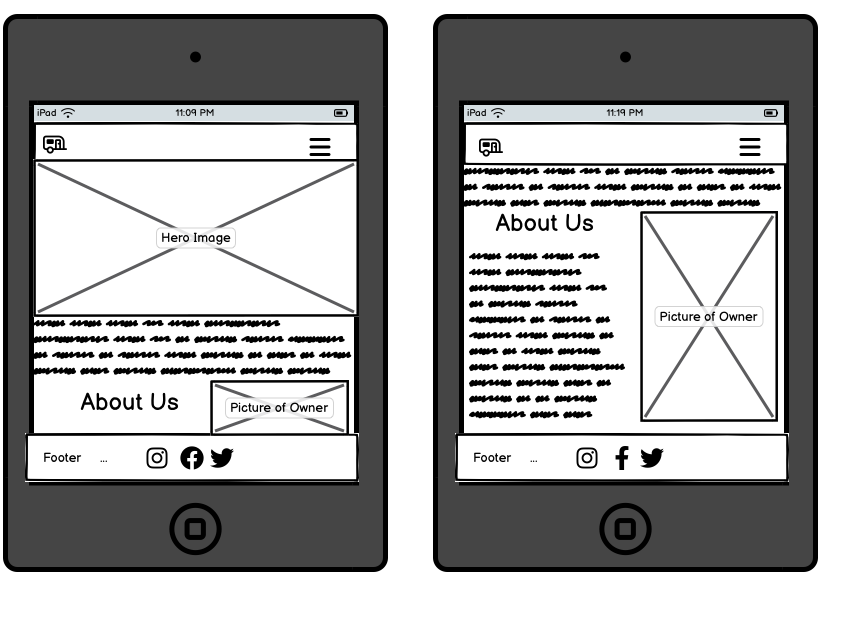 iPad 11:09 PM
Hero Image
About Us
Picture of Owner
Footer ...
iPad 11:19 PM
About Us
Picture of Owner
Footer ...